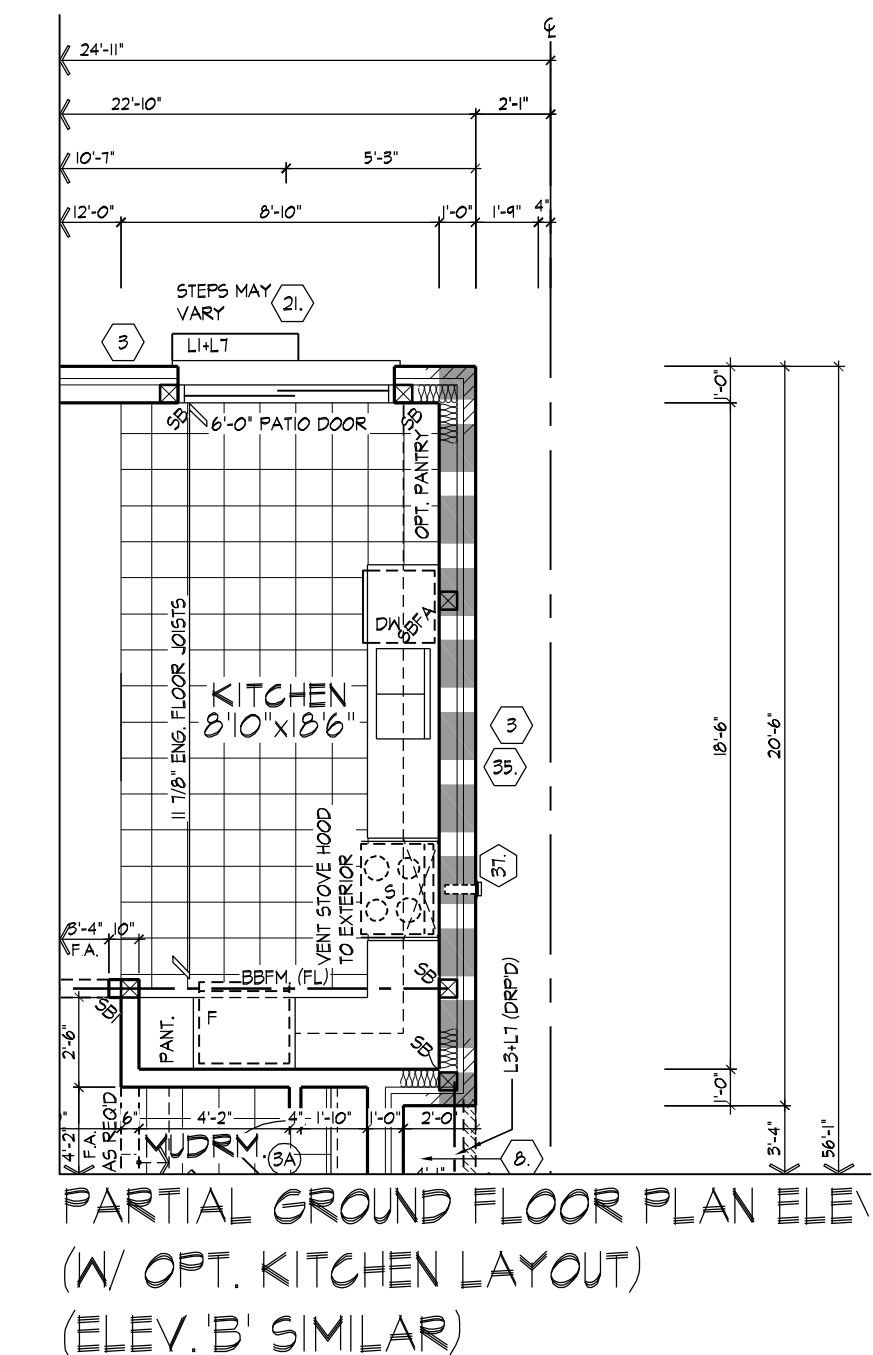 ℄
24'-11"
22'-10" 2'-1"
10'-7" 5'-3"
12'-0" 8'-10" 1'-0" 1'-9" 4"
STEPS MAY
VARY
21.
3
L1+L7
SB SB
6'-0" PATIO DOOR
OPT. PANTRY
1'-0"
DW
SBFA
11 7/8" ENG. FLOOR JOISTS
KITCHEN
8'10"x18'6"
3
35.
18'-6"
20'-6"
VENT STOVE HOOD
TO EXTERIOR
S
37.
3'-4" 10"
F.A.
BBFM. (FL)
SB
SB
F
PANT.
SB
L3+L7 (DRP'D)
2'-6"
1'-0"
6" 4'-2" 4" 1'-10" 1'-0" 2'-0"
4'-2"
F.A.
AS REQ'D
MUDRM.
3A
8.
3'-4"
56'-1"
PARTIAL GROUND FLOOR PLAN
(W/ OPT. KITCHEN LAYOUT)
(ELEV. 'B' SIMILAR)